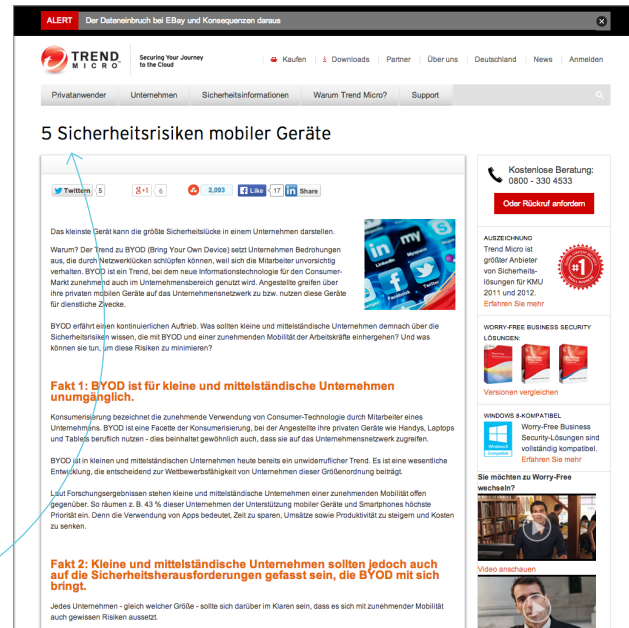 ALERT Der Dateneinbruch bei EBay und Konsequenzen daraus
TREND MICRO
Securing Your Journey
to the Cloud
Kaufen Downloads Partner Über uns Deutschland News Anmelden
Privatanwender Unternehmen Sicherheitsinformationen Warum Trend Micro? Support
5 Sicherheitsrisiken mobiler Geräte
Twittern 5 g+1 6 2,093 Like 17 in Share
Das kleinste Gerät kann die größte Sicherheitslücke in einem Unternehmen darstellen.
Warum? Der Trend zu BYOD (Bring Your Own Device) setzt Unternehmen Bedrohungen
aus, die durch Netzwerklücken schlüpfen können, weil sich die Mitarbeiter unvorsichtig
verhalten. BYOD ist ein Trend, bei dem neue Informationstechnologie für den Consumer-
Markt zunehmend auch im Unternehmensbereich genutzt wird. Angestellte greifen über
ihre privaten mobilen Geräte auf das Unternehmensnetzwerk zu bzw. nutzen diese Geräte
für dienstliche Zwecke.
in
my
Facebook
Twitter
BYOD erfährt einen kontinuierlichen Auftrieb. Was sollten kleine und mittelständische Unternehmen demnach über die
Sicherheitsrisiken wissen, die mit BYOD und einer zunehmenden Mobilität der Arbeitskräfte einhergehen? Und was
können sie tun, um diese Risiken zu minimieren?
Fakt 1: BYOD ist für kleine und mittelständische Unternehmen
unumgänglich.
Konsumerisierung bezeichnet die zunehmende Verwendung von Consumer-Technologie durch Mitarbeiter eines
Unternehmens. BYOD ist eine Facette der Konsumerisierung, bei der Angestellte ihre privaten Geräte wie Handys, Laptops
und Tablets beruflich nutzen - dies beinhaltet gewöhnlich auch, dass sie auf das Unternehmensnetzwerk zugreifen.
BYOD ist in kleinen und mittelständischen Unternehmen heute bereits ein unwiderruflicher Trend. Es ist eine wesentliche
Entwicklung, die entscheidend zur Wettbewerbsfähigkeit von Unternehmen dieser Größenordnung beiträgt.
Laut Forschungsergebnissen stehen kleine und mittelständische Unternehmen einer zunehmenden Mobilität offen
gegenüber. So räumen z. B. 43 % dieser Unternehmen der Unterstützung mobiler Geräte und Smartphones höchste
Priorität ein. Denn die Verwendung von Apps bedeutet, Zeit zu sparen, Umsätze sowie Produktivität zu steigern und Kosten
zu senken.
Fakt 2: Kleine und mittelständische Unternehmen sollten jedoch auch
auf die Sicherheitsherausforderungen gefasst sein, die BYOD mit sich
bringt.
Jedes Unternehmen - gleich welcher Größe - sollte sich darüber im Klaren sein, dass es sich mit zunehmender Mobilität
auch gewissen Risiken aussetzt.
Kostenlose Beratung:
0800 - 330 4533
Oder Rückruf anfordern
AUSZEICHNUNG
Trend Micro ist
größter Anbieter
von Sicherheits-
lösungen für KMU
2011 und 2012.
Erfahren Sie mehr
#1
WORRY-FREE BUSINESS SECURITY
LÖSUNGEN:
Versionen vergleichen
WINDOWS 8-KOMPATIBEL
Worry-Free Business
Security-Lösungen sind
vollständig kompatibel.
Erfahren Sie mehr
Windows 8
Compatible
Sie möchten zu Worry-Free
wechseln?
Video anschauen